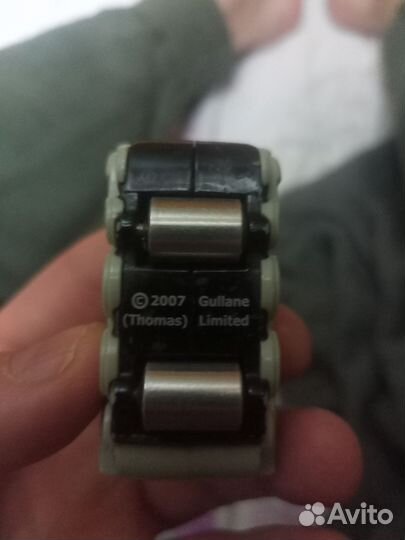 © 2007 Gullane
(Thomas) Limited
Avito